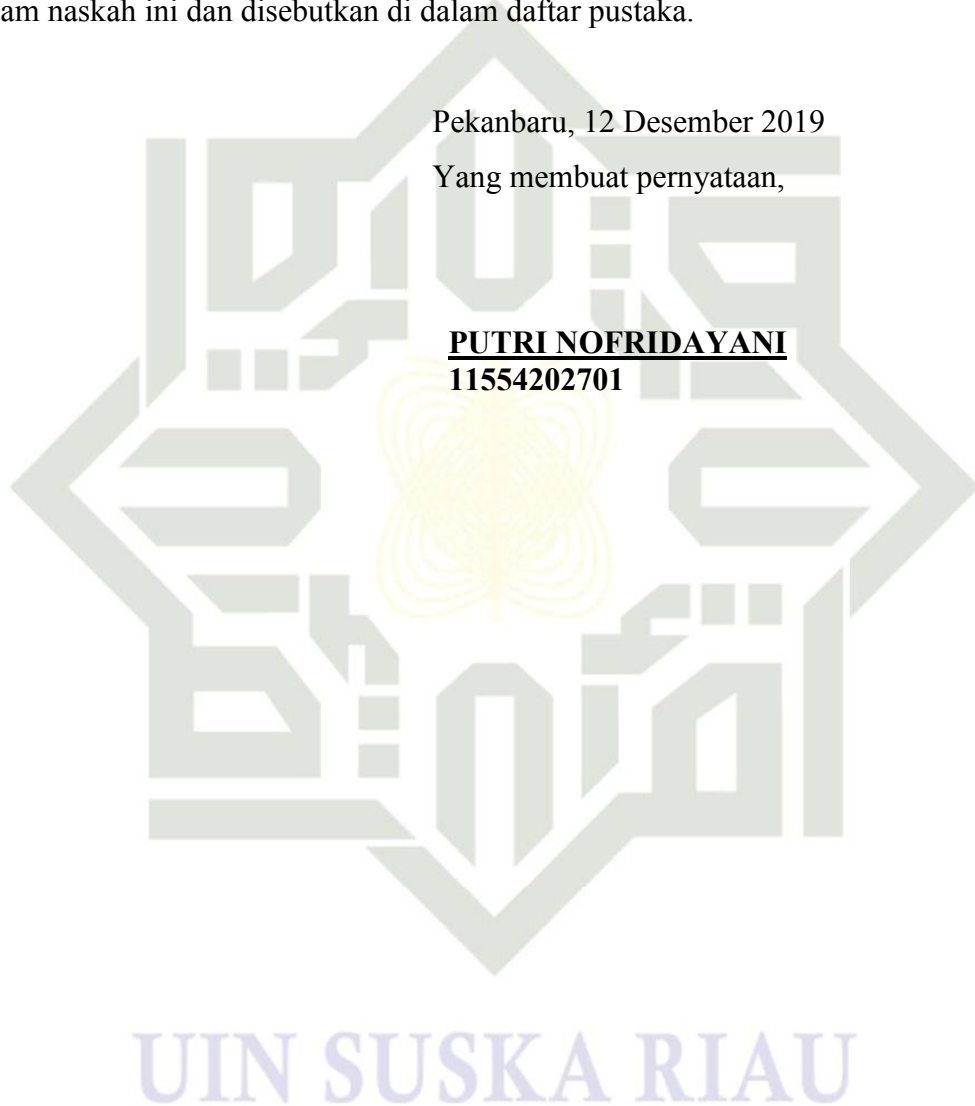 am naskah ini dan disebutkan di dalam daftar pustaka.
Pekanbaru, 12 Desember 2019
Yang membuat pernyataan,
PUTRI NOFRIDAYANI
11554202701
UIN SUSKA RIAU